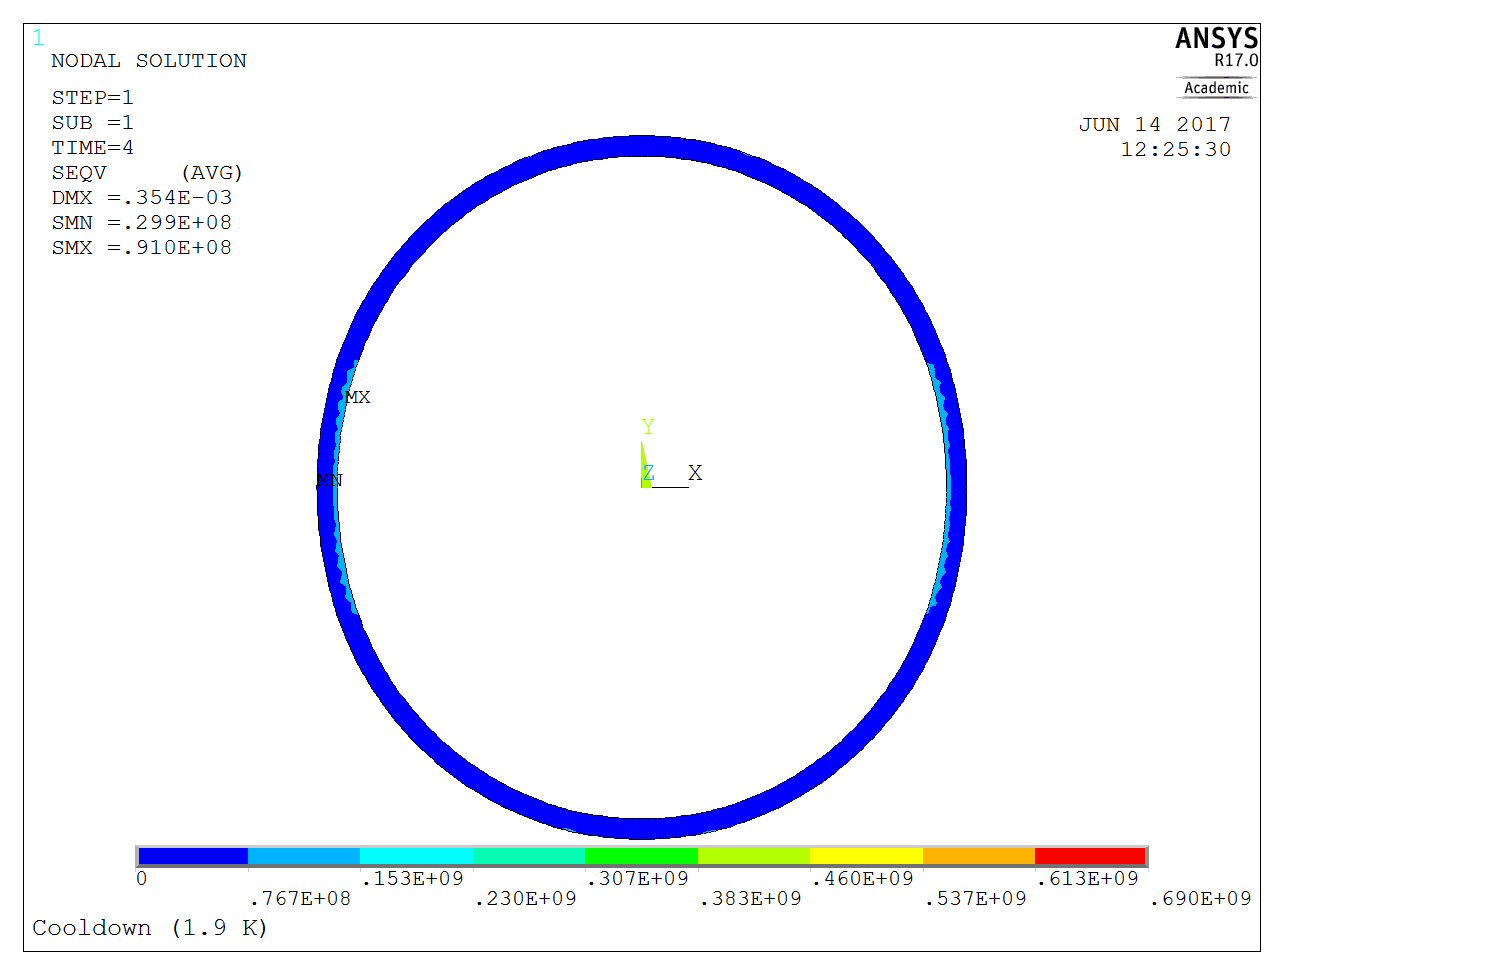 1
NODAL SOLUTION
STEP=1
SUB =1
TIME=4
SEQV (AVG)
DMX =.354E-03
SMN =.299E+08
SMX =.910E+08
ANSYS
R17.0
Academic
JUN 14 2017
12:25:30
MX
MN
Y
Z X
0 .153E+09 .307E+09 .460E+09 .613E+09
.767E+08 .230E+09 .383E+09 .537E+09 .690E+09
Cooldown (1.9 K)